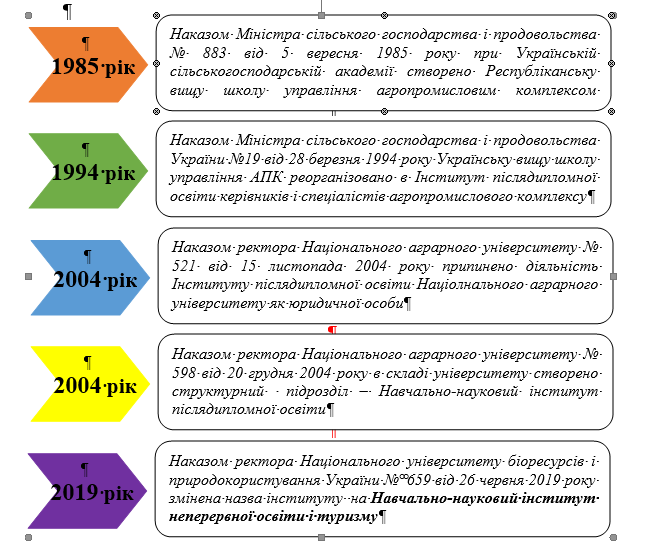 1985 рік
Наказом Міністра сільського господарства і продовольства
№ 883 від 5 вересня 1985 року при Українській
сільськогосподарській академії створено Республіканську
вищу школу управління агропромисловим комплексом
1994 рік
Наказом Міністра сільського господарства і продовольства
України №19 від 28 березня 1994 року Українську вищу школу
управління АПК реорганізовано в Інститут післядипломної
освіти керівників і спеціалістів агропромислового комплексу
2004 рік
Наказом ректора Національного аграрного університету №
521 від 15 листопада 2004 року припинено діяльність
Інституту післядипломної освіти Націолнального аграрного
університету як юридичної особи
2004 рік
Наказом ректора Національного аграрного університету №
598 від 20 грудня 2004 року в складі університету створено
структурний підрозділ – Навчально-науковий інститут
післядипломної освіти
2019 рік
Наказом ректора Національного університету біоресурсів і
природокористування України № 659 від 26 червня 2019 року
змінена назва інституту на Навчально-науковий інститут
неперервної освіти і туризму